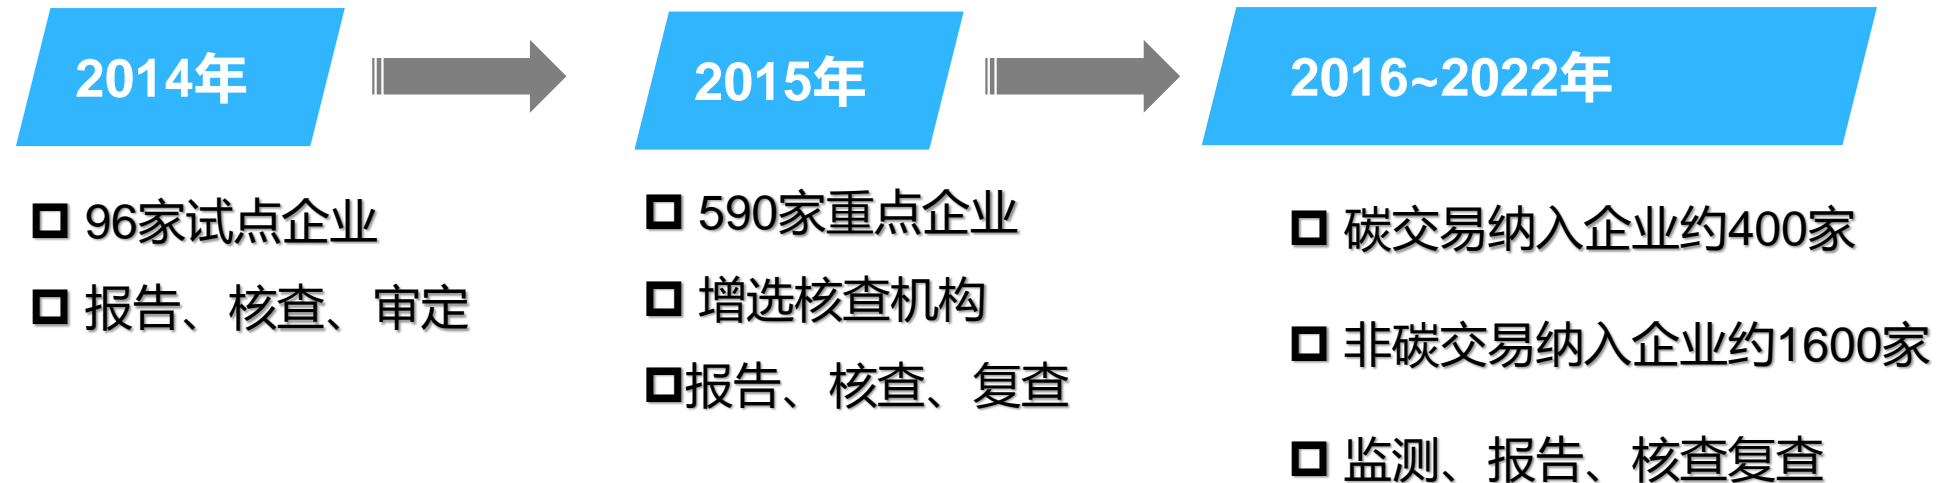 2014年
96家试点企业
报告、核查、审定
2015年
590家重点企业
增选核查机构
报告、核查、复查
2016~2022年
碳交易纳入企业约400家
非碳交易纳入企业约1600家
监测、报告、核查复查